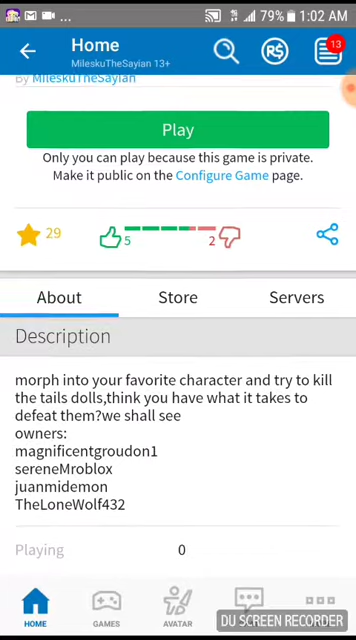 79% 1:02 AM
Home
MileskuTheSayian 13+
R$
13
By MileskuTheSayian
Play
Only you can play because this game is private.
Make it public on the Configure Game page.
29
5
2
About
Store
Servers
Description
morph into your favorite character and try to kill
the tails dolls,think you have what it takes to
defeat them?we shall see
owners:
magnificentgroudon1
sereneMroblox
juanmidemon
TheLoneWolf432
Playing
0
HOME
GAMES
AVATAR
DU SCREEN RECORDER